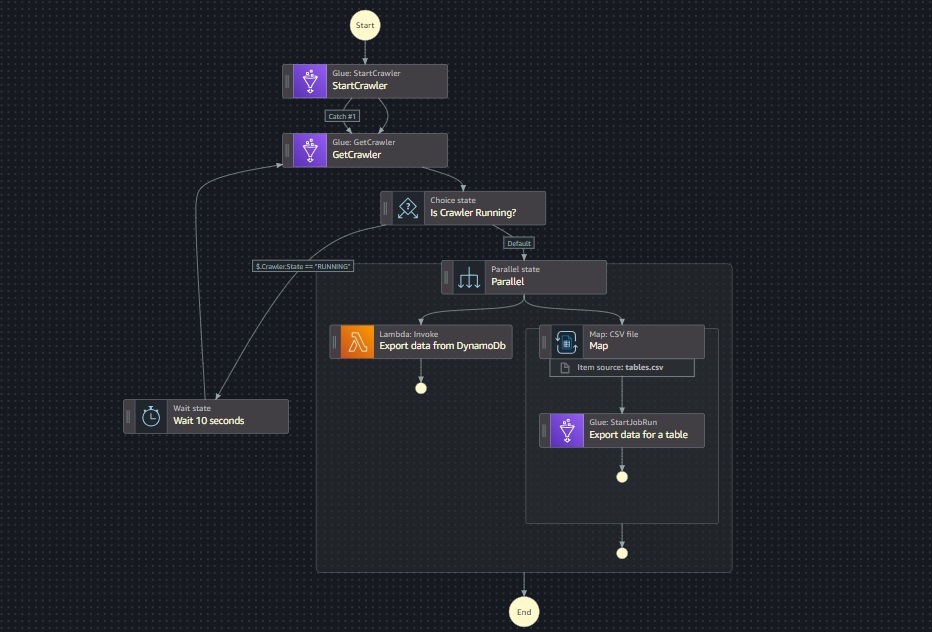 Start
Glue: StartCrawler
StartCrawler
Catch #1
Glue: GetCrawler
GetCrawler
Choice state
Is Crawler Running?
Default
$.Crawler.State == "RUNNING"
Parallel state
Parallel
Lambda: Invoke
Export data from DynamoDb
Map: CSV file
Map
Item source: tables.csv
Wait state
Wait 10 seconds
Glue: StartJobRun
Export data for a table
End